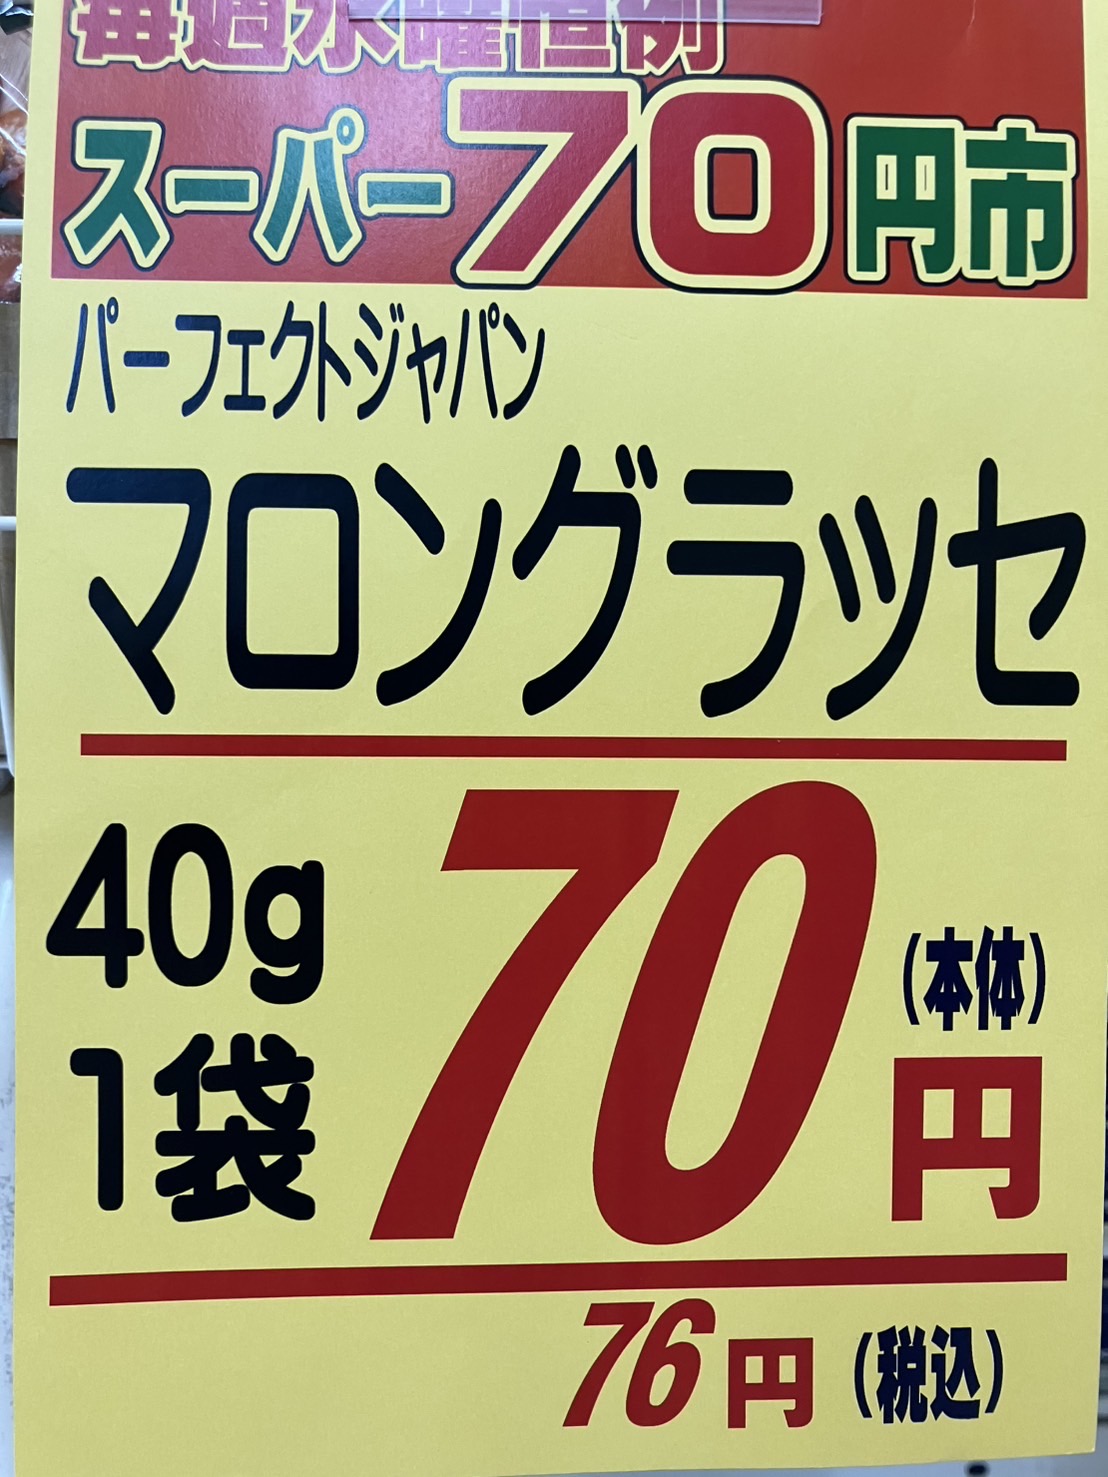 毎週水曜恒例
スーパー70円市
パーフェクトジャパン
マロングラッセ
40g
1袋
70
(本体)
円
76円(税込)